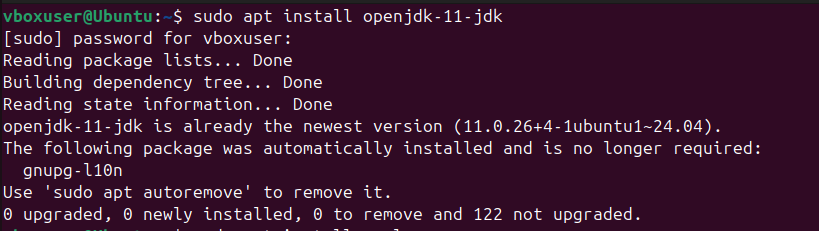 vboxuser@Ubuntu:~$ sudo apt install openjdk-11-jdk
[sudo] password for vboxuser:
Reading package lists... Done
Building dependency tree... Done
Reading state information... Done
openjdk-11-jdk is already the newest version (11.0.26+4-1ubuntu1~24.04).
The following package was automatically installed and is no longer required:
  gnupg-l10n
Use 'sudo apt autoremove' to remove it.
0 upgraded, 0 newly installed, 0 to remove and 122 not upgraded.